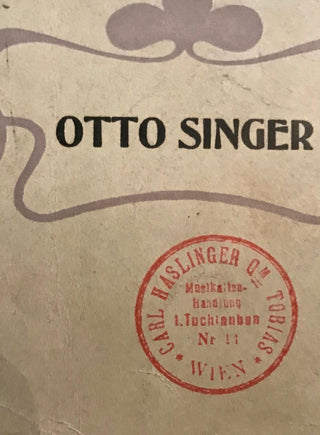 OTTO SINGER
CARL HASLINGER QM TOBIAS
Musikalien-
Handlung
I. Tuchlauben
Nr 11
* WIEN *